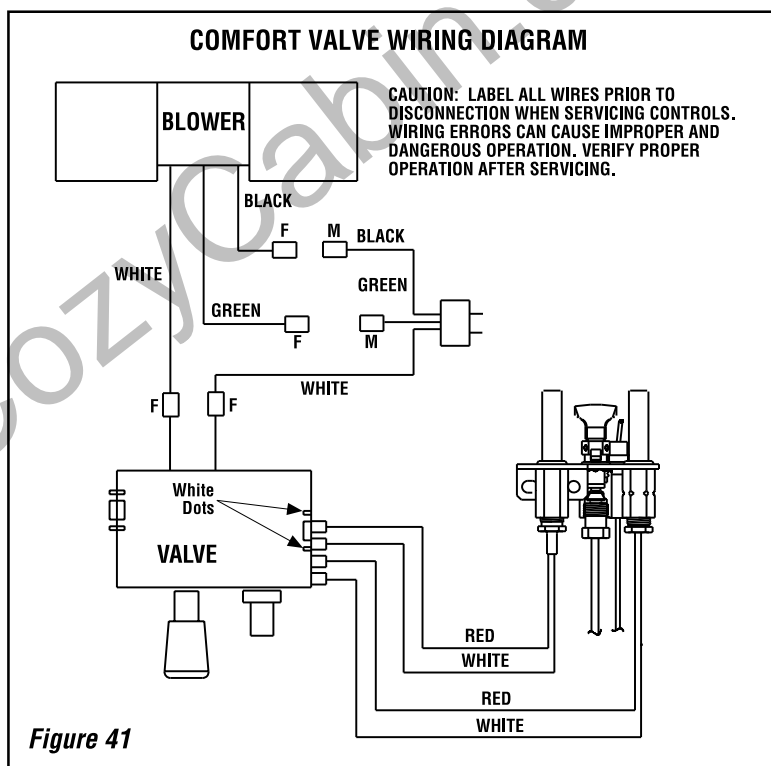 COMFORT VALVE WIRING DIAGRAM
CAUTION: LABEL ALL WIRES PRIOR TO
DISCONNECTION WHEN SERVICING CONTROLS.
WIRING ERRORS CAN CAUSE IMPROPER AND
DANGEROUS OPERATION. VERIFY PROPER
OPERATION AFTER SERVICING.
BLOWER
BLACK
F
M
BLACK
WHITE
GREEN
GREEN
F
M
WHITE
F
F
White
Dots
VALVE
RED
WHITE
RED
WHITE
Figure 41
CozyCabin.c